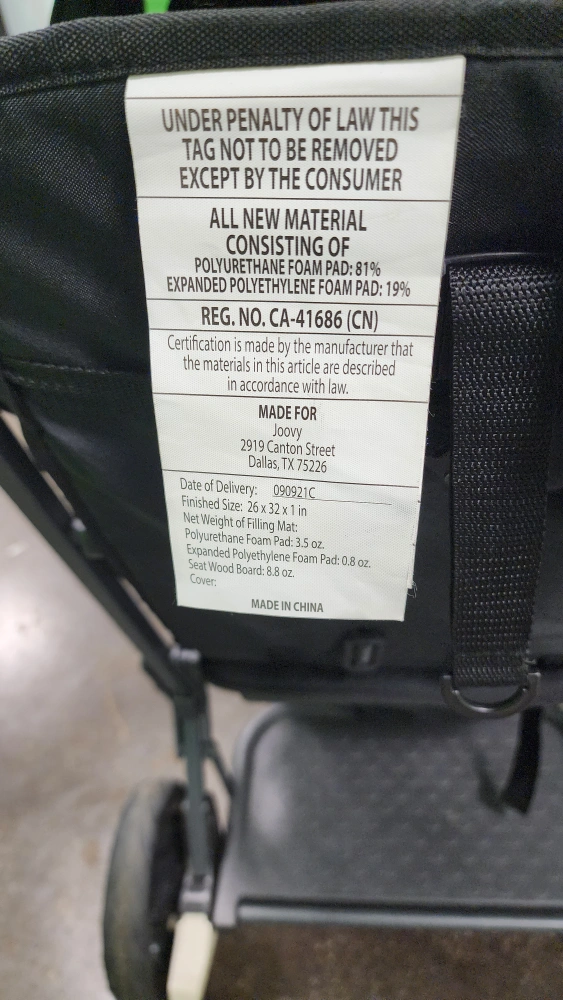 UNDER PENALTY OF LAW THIS
TAG NOT TO BE REMOVED
EXCEPT BY THE CONSUMER
ALL NEW MATERIAL
CONSISTING OF
POLYURETHANE FOAM PAD: 81%
EXPANDED POLYETHYLENE FOAM PAD: 19%
REG. NO. CA-41686 (CN)
Certification is made by the manufacturer that
the materials in this article are described
in accordance with law.
MADE FOR
Joovy
2919 Canton Street
Dallas, TX 75226
Date of Delivery: 090921C
Finished Size: 26 x 32 x 1 in
Net Weight of Filling Mat:
Polyurethane Foam Pad: 3.5 oz.
Expanded Polyethylene Foam Pad: 0.8 oz.
Seat Wood Board: 8.8 oz.
Cover:
MADE IN CHINA